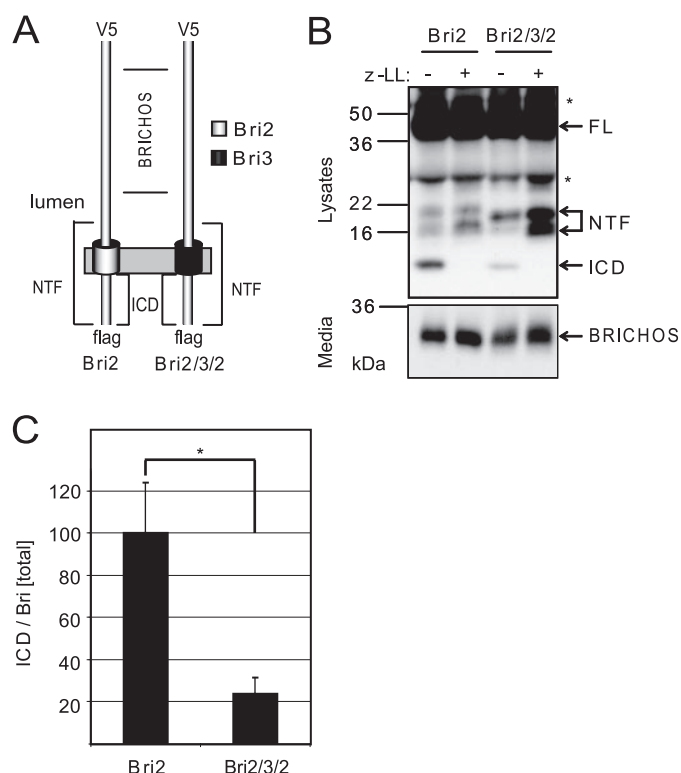 A
V5 V5
BRICHOS
Bri2
Bri3
lumen
NTF ICD NTF
flag flag
Bri2 Bri2/3/2
B
Bri2 Bri2/3/2
z-LL: - + - +
50
36
22
16
*
FL
*
NTF
ICD
Lysates
36
Media
kDa
BRICHOS
C
*
120
100
80
60
40
20
ICD / Bri [total]
Bri2 Bri2/3/2